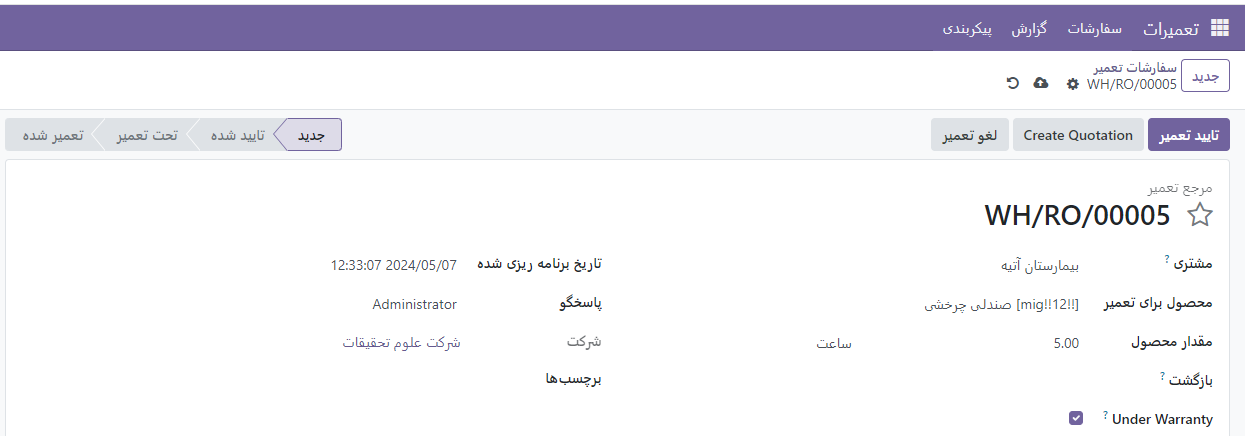 تعمیرات سفارشات گزارش پیکربندی
جدید
سفارشات تعمیر
WH/RO/00005
تایید تعمیر Create Quotation لغو تعمیر
جدید تایید شده تحت تعمیر تعمیر شده
مرجع تعمیر
WH/RO/00005
مشتری ? بیمارستان آتیه
تاریخ برنامه ریزی شده 2024/05/07 12:33:07
محصول برای تعمیر [mig!!12!!] صندلی چرخشی
پاسخگو Administrator
مقدار محصول 5.00 ساعت
شرکت شرکت علوم تحقیقات
بازگشت ?
برچسب‌ها
Under Warranty ?